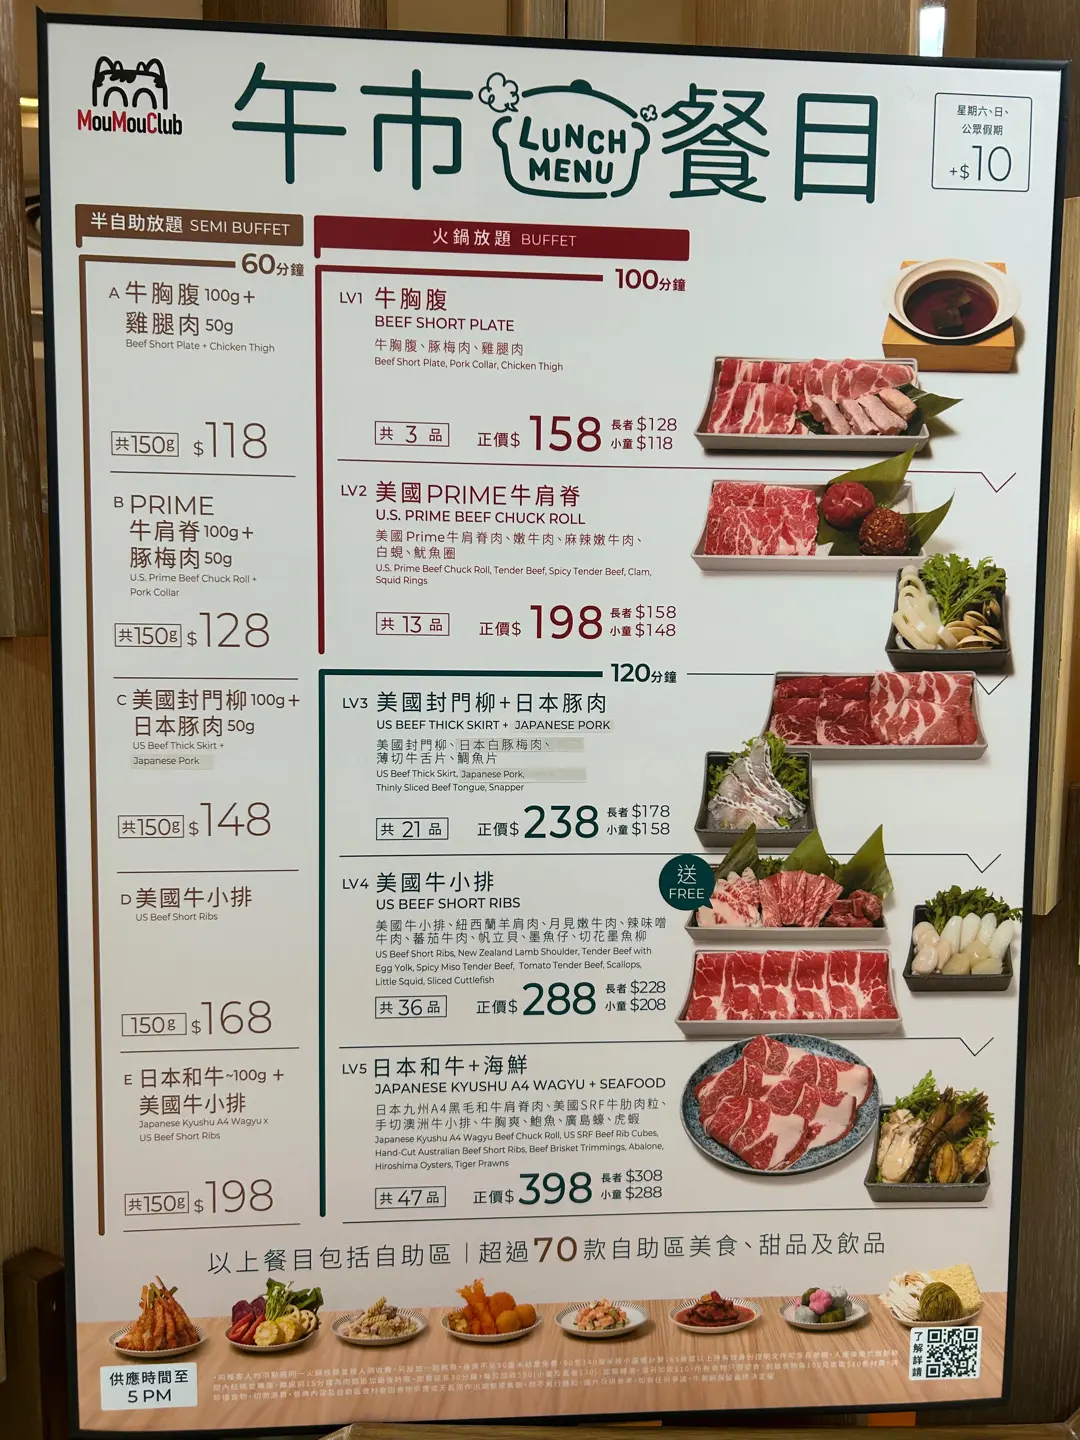 MouMouClub
午市餐目
LUNCH
MENU
星期六、日、
公眾假期
+$10
半自助放題 SEMI BUFFET
60分鐘
A 牛胸腹 100g+
雞腿肉 50g
Beef Short Plate + Chicken Thigh
共150g $118
B PRIME
牛肩脊 100g+
豚梅肉 50g
U.S. Prime Beef Chuck Roll +
Pork Collar
共150g $128
C 美國封門柳 100g+
日本豚肉 50g
US Beef Thick Skirt +
Japanese Pork
共150g $148
D 美國牛小排
US Beef Short Ribs
150g $168
E 日本和牛~100g +
美國牛小排
Japanese Kyushu A4 Wagyu x
US Beef Short Ribs
共150g $198
火鍋放題 BUFFET
100分鐘
LV1 牛胸腹
BEEF SHORT PLATE
牛胸腹、豚梅肉、雞腿肉
Beef Short Plate, Pork Collar, Chicken Thigh
共 3 品 正價$ 158 長者 $128
小童 $118
LV2 美國PRIME牛肩脊
U.S. PRIME BEEF CHUCK ROLL
美國Prime牛肩脊肉、嫩牛肉、麻辣嫩牛肉、
白蜆、魷魚圈
U.S. Prime Beef Chuck Roll, Tender Beef, Spicy Tender Beef, Clam,
Squid Rings
共 13 品 正價$ 198 長者 $158
小童 $148
120分鐘
LV3 美國封門柳+日本豚肉
US BEEF THICK SKIRT + JAPANESE PORK
美國封門柳、日本白豚梅肉、
薄切牛舌片、鯛魚片
US Beef Thick Skirt, Japanese Pork,
Thinly Sliced Beef Tongue, Snapper
共 21 品 正價$ 238 長者 $178
小童 $158
LV4 美國牛小排
US BEEF SHORT RIBS
送
FREE
美國牛小排、紐西蘭羊肩肉、月見嫩牛肉、辣味噌
牛肉、蕃茄牛肉、帆立貝、墨魚仔、切花墨魚柳
US Beef Short Ribs, New Zealand Lamb Shoulder, Tender Beef with
Egg Yolk, Spicy Miso Tender Beef, Tomato Tender Beef, Scallops,
Little Squid, Sliced Cuttlefish
共 36 品 正價$ 288 長者 $228
小童 $208
LV5 日本和牛+海鮮
JAPANESE KYUSHU A4 WAGYU + SEAFOOD
日本九州A4黑毛和牛肩脊肉、美國SRF牛肋肉粒、
手切澳洲牛小排、牛胸爽、鮑魚、廣島蠔、虎蝦
Japanese Kyushu A4 Wagyu Beef Chuck Roll, US SRF Beef Rib Cubes,
Hand-Cut Australian Beef Short Ribs, Beef Brisket Trimmings, Abalone,
Hiroshima Oysters, Tiger Prawns
共 47 品 正價$ 398 長者 $308
小童 $288
以上餐目包括自助區 | 超過70款自助區美食、甜品及飲品
供應時間至
5 PM
了解詳請